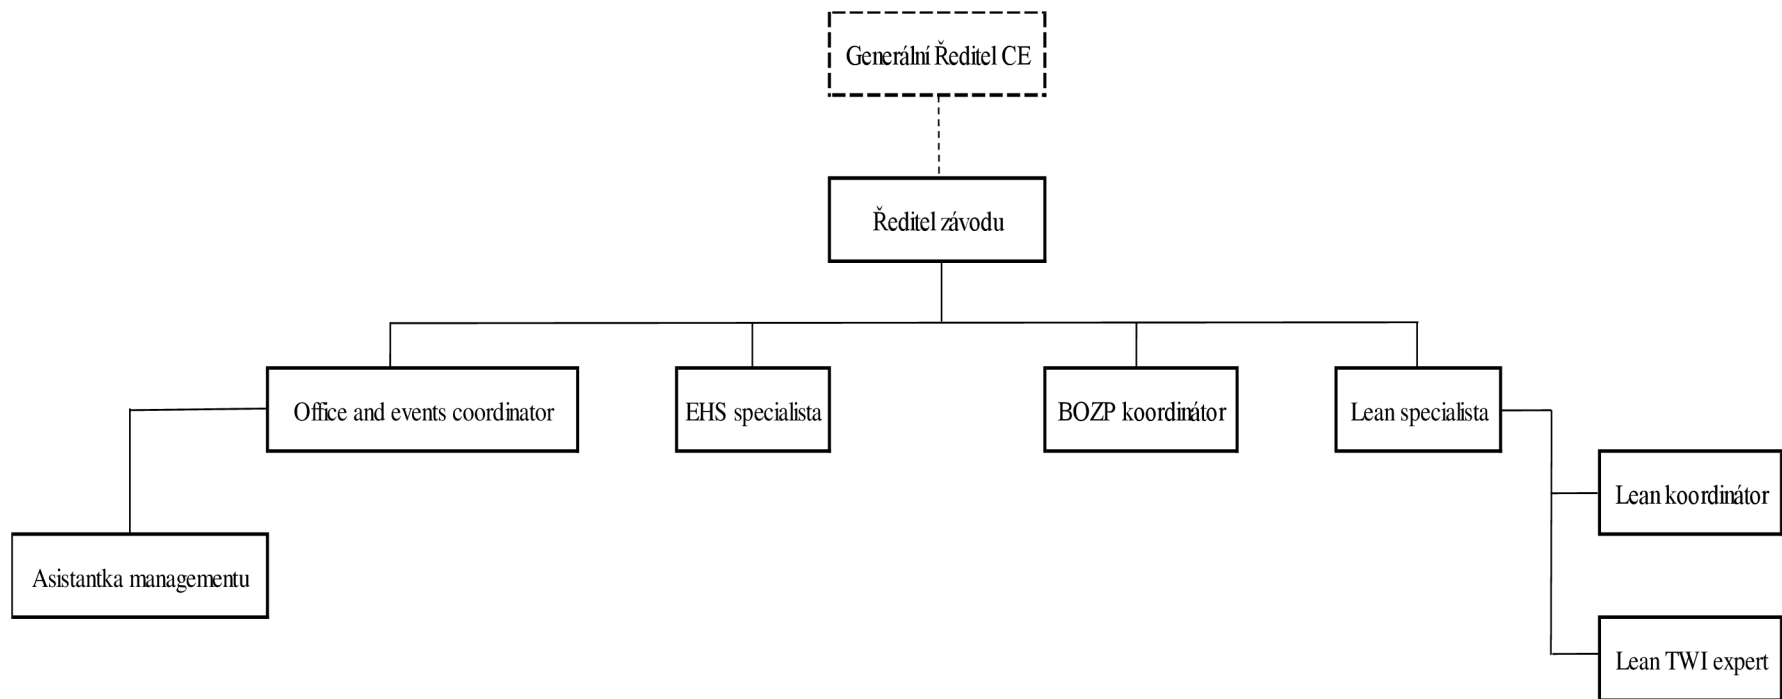 Generální Ředitel CE
Ředitel závodu
Office and events coordinator
EHS specialista
BOZP koordinátor
Lean specialista
Lean koordinátor
Asistantka managementu
Lean TWI expert